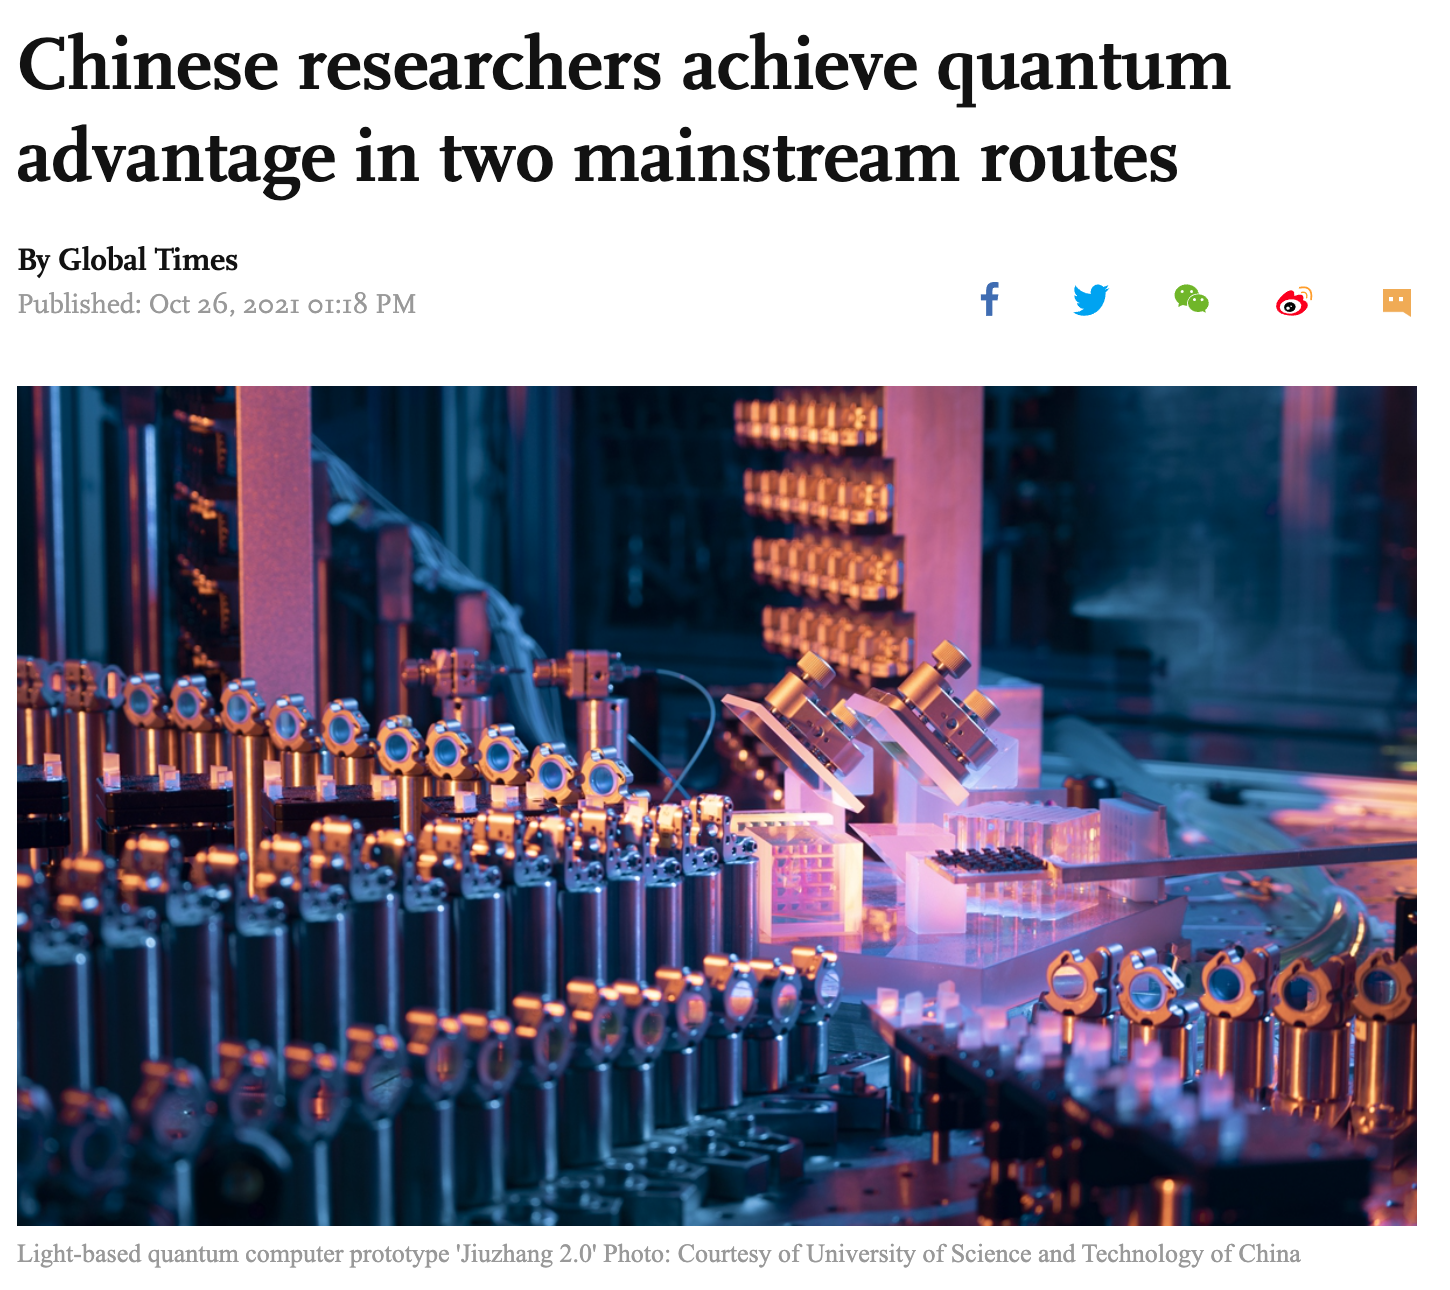 Chinese researchers achieve quantum
advantage in two mainstream routes
By Global Times
Published: Oct 26, 2021 01:18 PM
Light-based quantum computer prototype 'Jiuzhang 2.0' Photo: Courtesy of University of Science and Technology of China